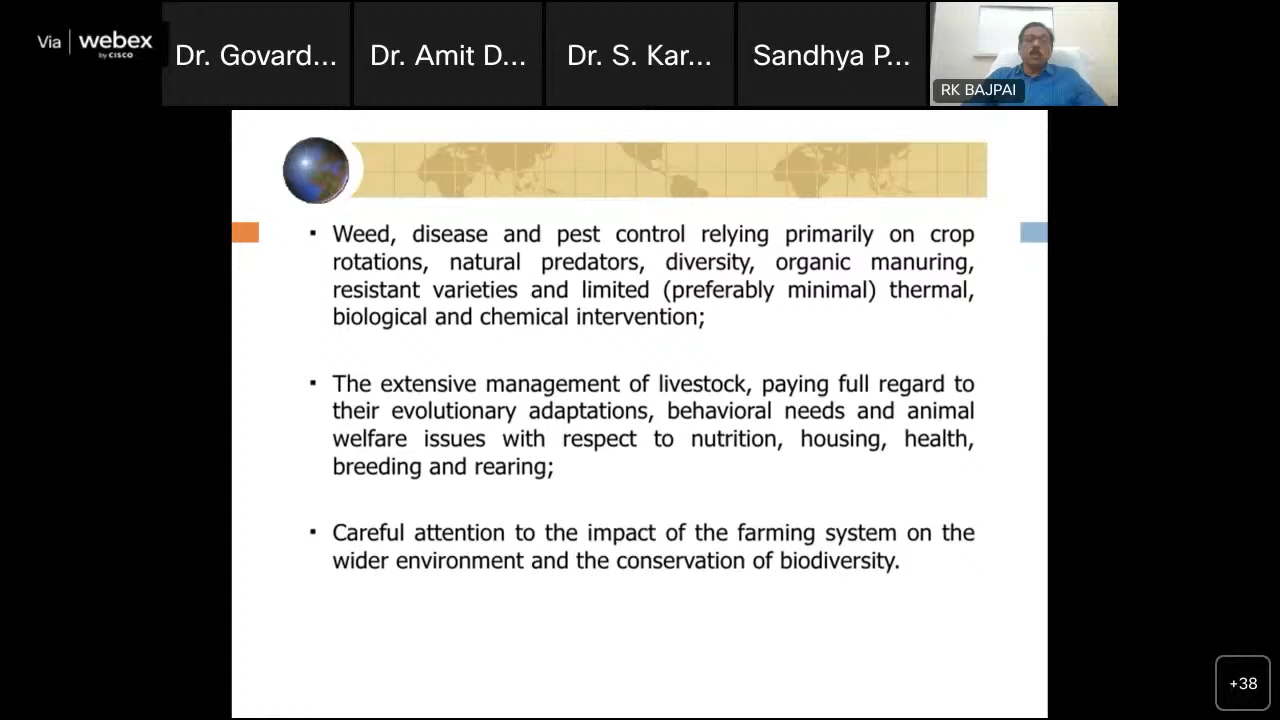 Via | webex
by CISCO
Dr. Govard...
Dr. Amit D...
Dr. S. Kar...
Sandhya P...
RK BAJPAI
▪ Weed, disease and pest control relying primarily on crop
rotations, natural predators, diversity, organic manuring,
resistant varieties and limited (preferably minimal) thermal,
biological and chemical intervention;
▪ The extensive management of livestock, paying full regard to
their evolutionary adaptations, behavioral needs and animal
welfare issues with respect to nutrition, housing, health,
breeding and rearing;
▪ Careful attention to the impact of the farming system on the
wider environment and the conservation of biodiversity.
+38